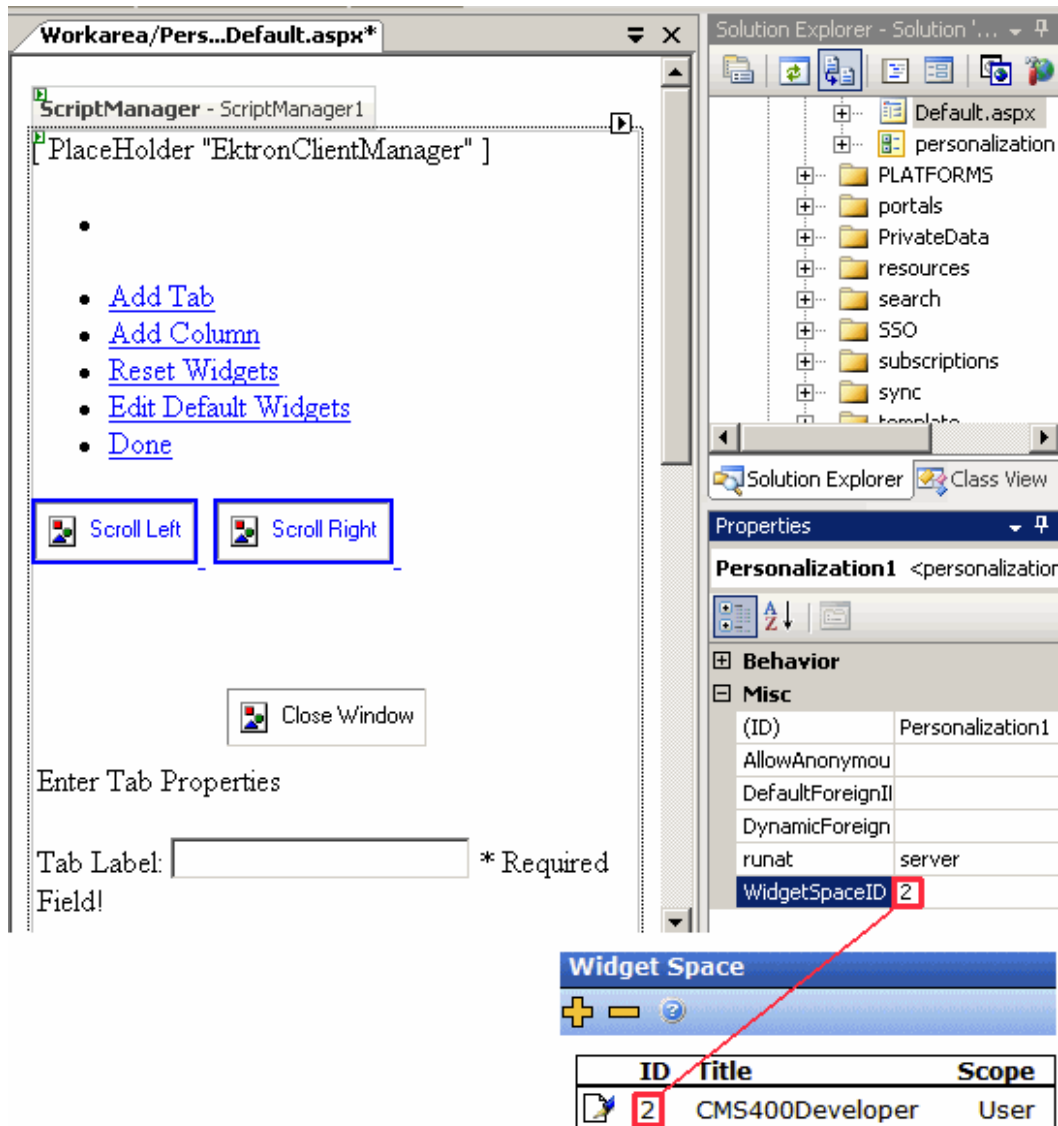 Workarea/Pers...Default.aspx*
ScriptManager - ScriptManager1
[ PlaceHolder "EktronClientManager" ]
Add Tab
Add Column
Reset Widgets
Edit Default Widgets
Done
Scroll Left
Scroll Right
Close Window
Enter Tab Properties
Tab Label: * Required
Field!
Solution Explorer - Solution '...
Default.aspx
personalization
PLATFORMS
portals
PrivateData
resources
search
SSO
subscriptions
sync
template
Solution Explorer
Class View
Properties
Personalization1 <personalization
Behavior
Misc
(ID) Personalization1
AllowAnonymou
DefaultForeignI
DynamicForeign
runat server
WidgetSpaceID 2
Widget Space
ID Title Scope
2 CMS400Developer User